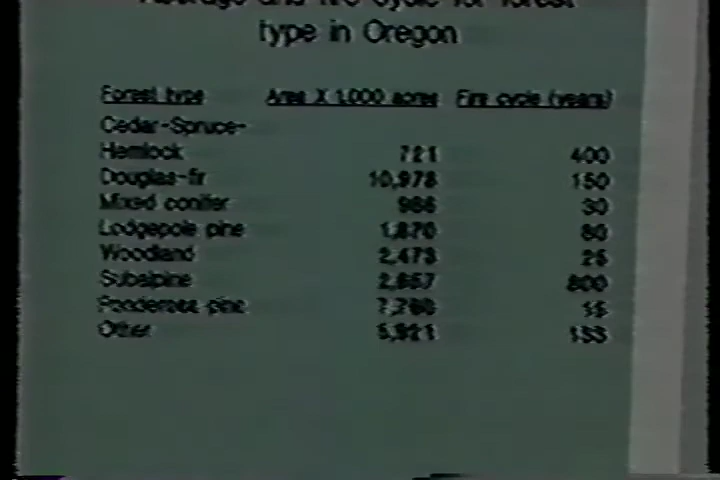 type in Oregon
Forest type Area X 1,000 acres Fire cycle (years)
Cedar-Spruce-
Hemlock 721 400
Douglas-fir 10,978 150
Mixed conifer 986 30
Lodgepole pine 1,870 80
Woodland 2,473 25
Subalpine 2,857 800
Ponderosa pine 15
Other